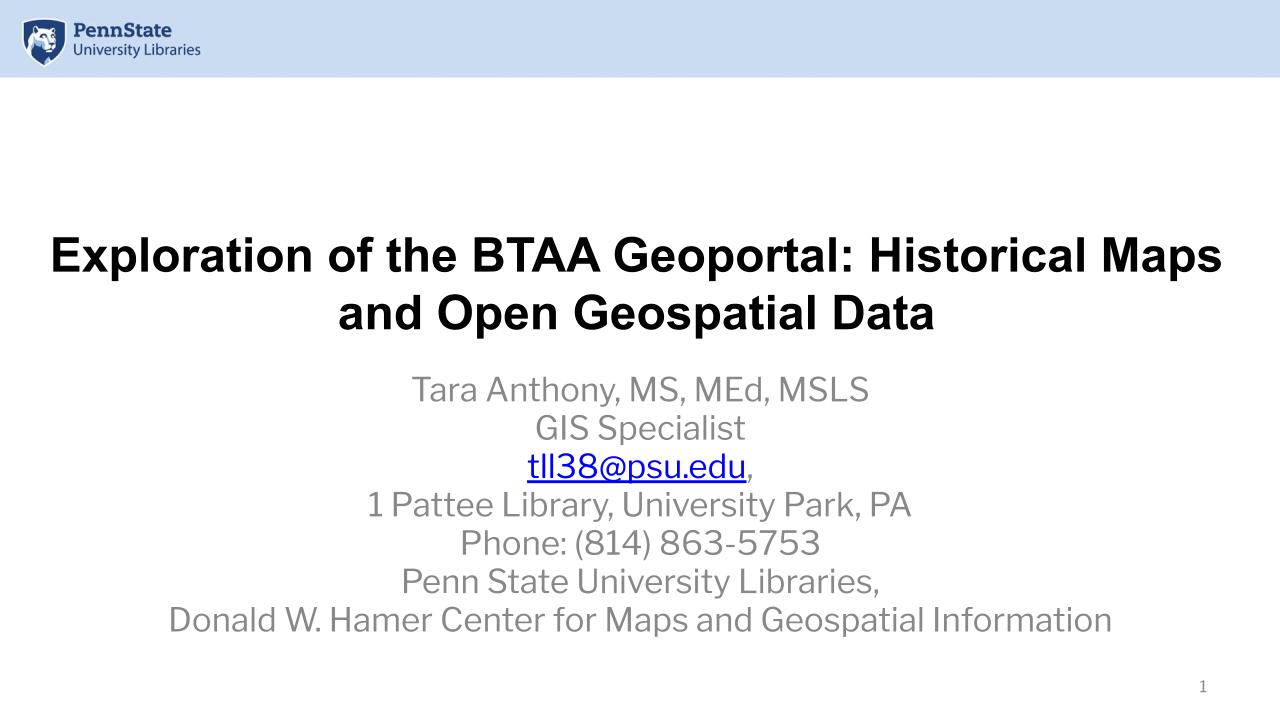 PennState
University Libraries
Exploration of the BTAA Geoportal: Historical Maps
and Open Geospatial Data
Tara Anthony, MS, MEd, MSLS
GIS Specialist
tll38@psu.edu,
1 Pattee Library, University Park, PA
Phone: (814) 863-5753
Penn State University Libraries,
Donald W. Hamer Center for Maps and Geospatial Information
1